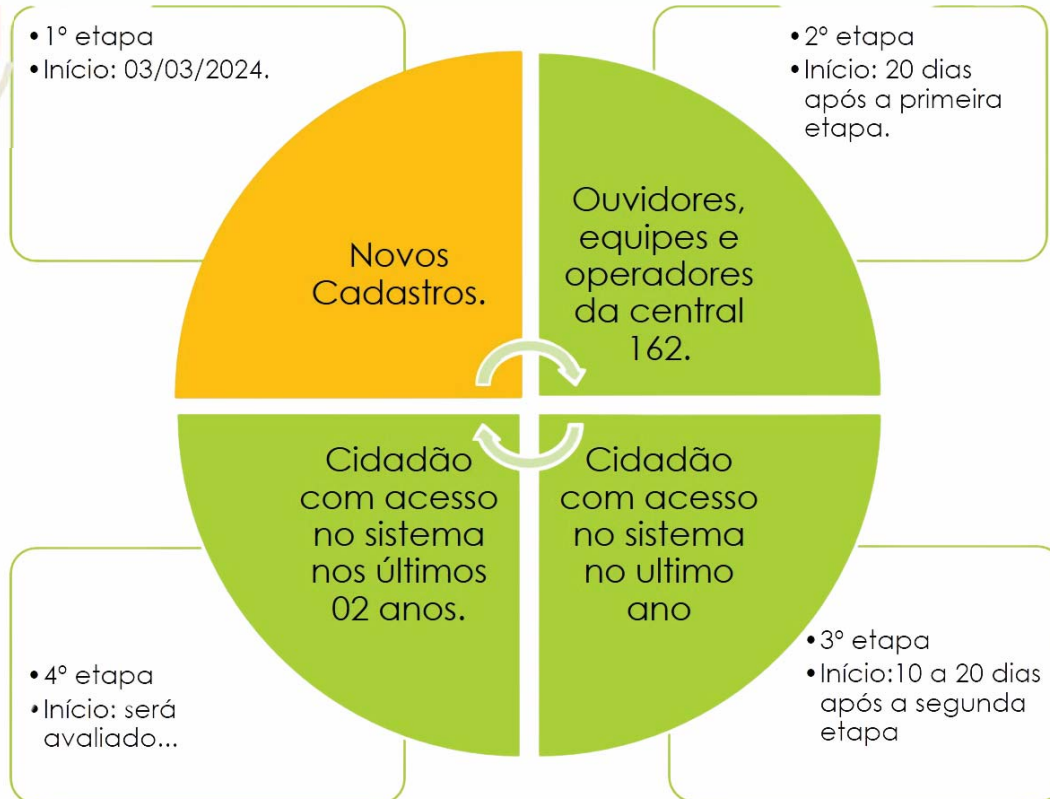 •1º etapa
•Início: 03/03/2024.
•2º etapa
•Início: 20 dias
após a primeira
etapa.
Novos
Cadastros.
Ouvidores,
equipes e
operadores
da central
162.
Cidadão
com acesso
no sistema
nos últimos
02 anos.
Cidadão
com acesso
no sistema
no ultimo
ano
•4º etapa
•Início: será
avaliado...
•3º etapa
•Início:10 a 20 dias
após a segunda
etapa